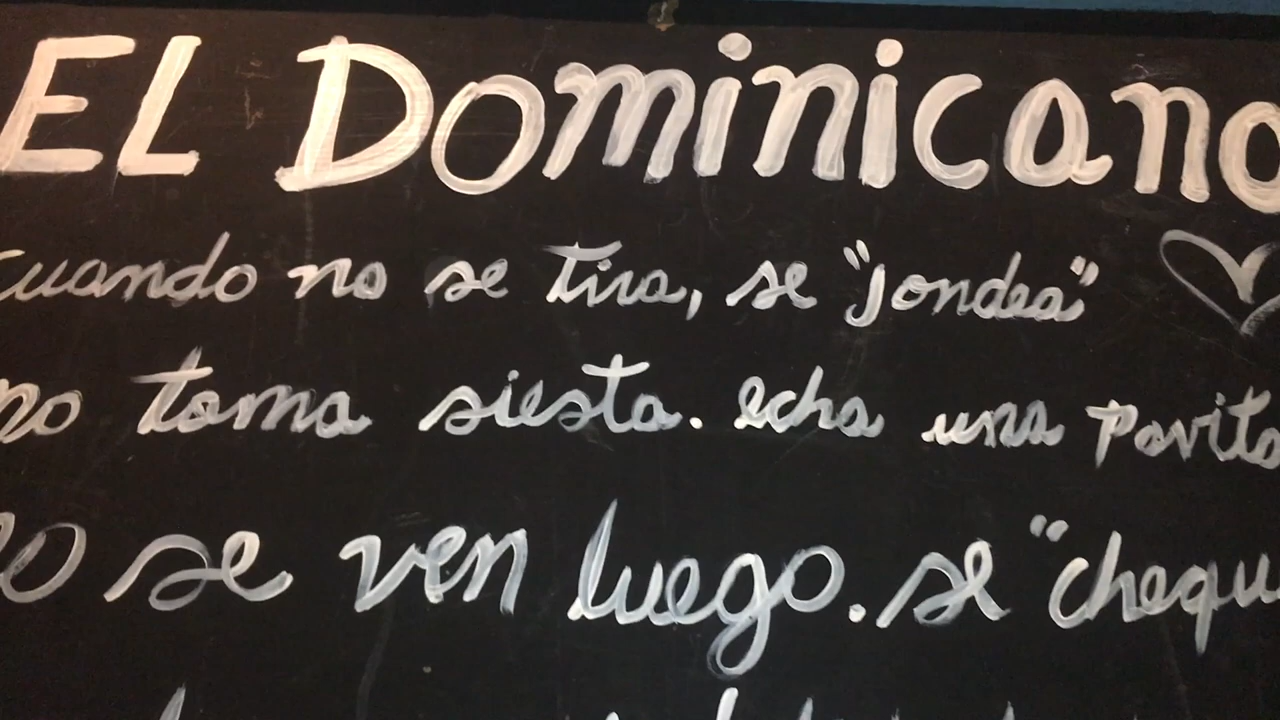 EL Dominicano
Cuando no se tira, se "jondea"
no toma siesta. echa una pavita
no se ven luego. se "chequ